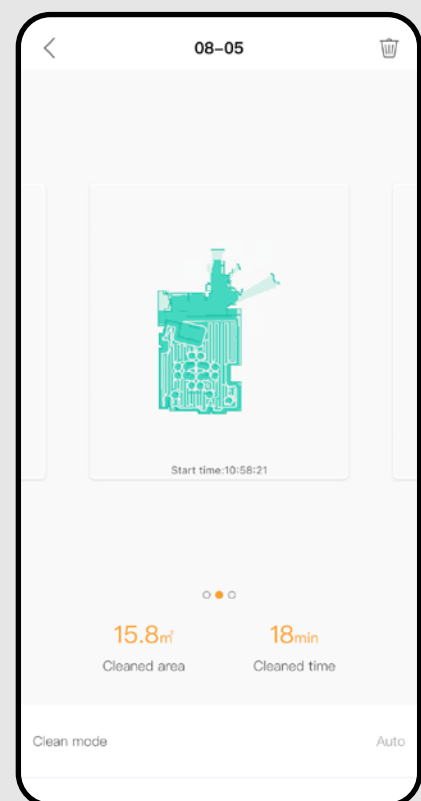 08-05
Start time:10:58:21
15.8㎡ 18min
Cleaned area Cleaned time
Clean mode Auto